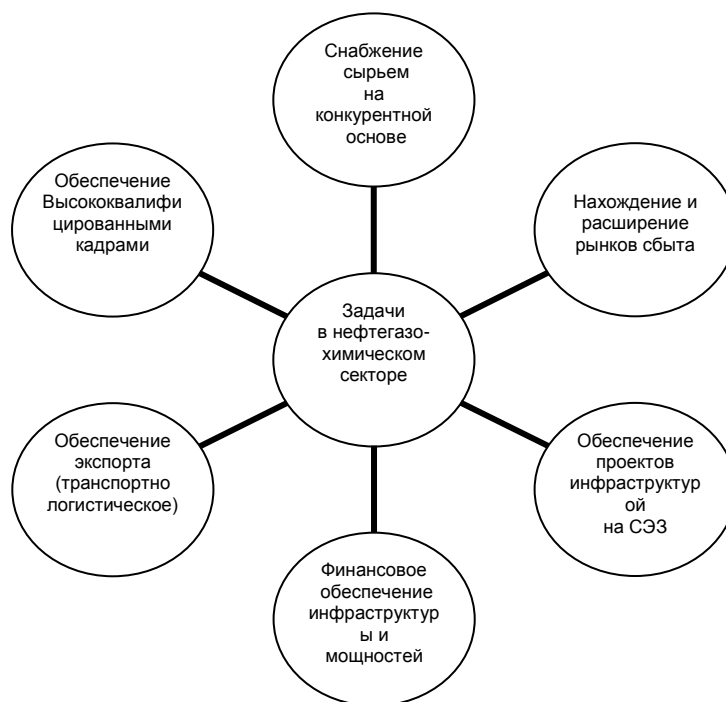 Снабжение
сырьем
на
конкурентной
основе
Обеспечение
Высококвалифи
цированными
кадрами
Нахождение и
расширение
рынков сбыта
Задачи
в нефтегазо-
химическом
секторе
Обеспечение
экспорта
(транспортно
логистическое)
Обеспечение
проектов
инфраструктур
ой
на СЭЗ
Финансовое
обеспечение
инфраструктур
ы и
мощностей